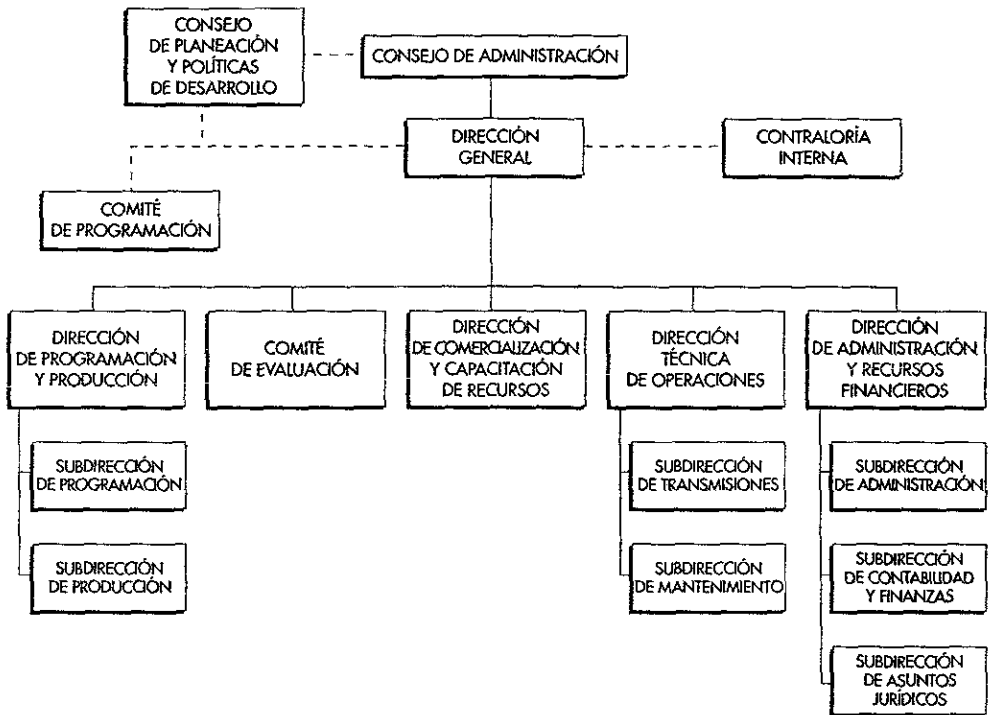 CONSEJO
DE PLANEACIÓN
Y POLÍTICAS
DE DESARROLLO
CONSEJO DE ADMINISTRACIÓN
DIRECCIÓN
GENERAL
CONTRALORÍA
INTERNA
COMITÉ
DE PROGRAMACIÓN
DIRECCIÓN
DE PROGRAMACIÓN
Y PRODUCCIÓN
COMITÉ
DE EVALUACIÓN
DIRECCIÓN
DE COMERCIALIZACIÓN
Y CAPACITACIÓN
DE RECURSOS
DIRECCIÓN
TÉCNICA
DE OPERACIONES
DIRECCIÓN
DE ADMINISTRACIÓN
Y RECURSOS
FINANCIEROS
SUBDIRECCIÓN
DE PROGRAMACIÓN
SUBDIRECCIÓN
DE TRANSMISIONES
SUBDIRECCIÓN
DE ADMINISTRACIÓN
SUBDIRECCIÓN
DE PRODUCCIÓN
SUBDIRECCIÓN
DE MANTENIMIENTO
SUBDIRECCIÓN
DE CONTABILIDAD
Y FINANZAS
SUBDIRECCIÓN
DE ASUNTOS
JURÍDICOS